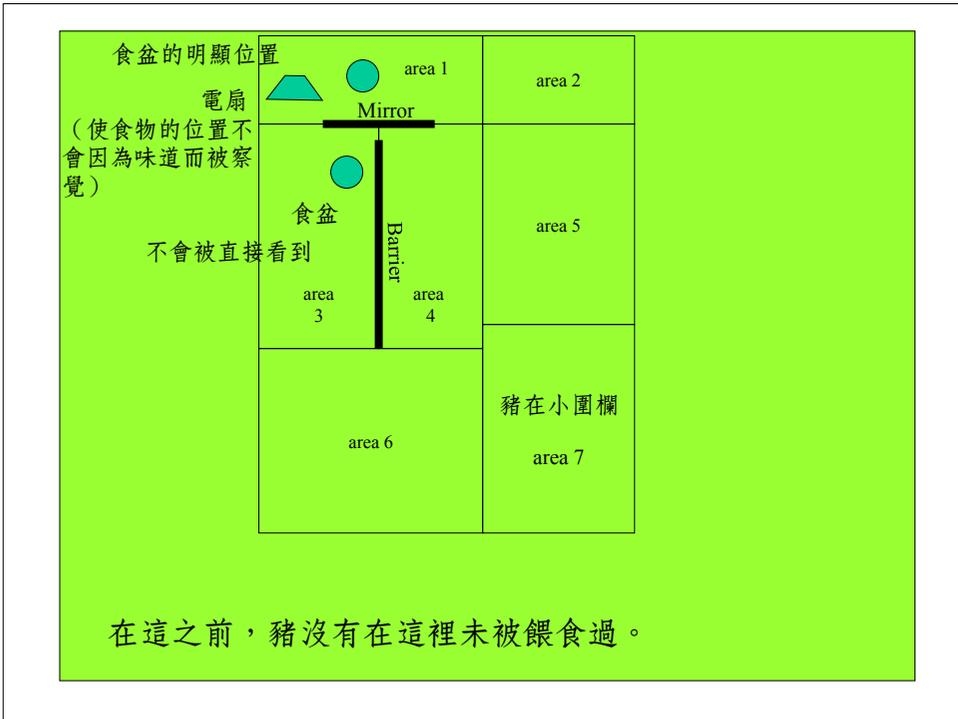 食盆的明顯位置
電扇
（使食物的位置不
會因為味道而被察
覺）
area 1
area 2
Mirror
食盆
不會被直接看到
Barrier
area
3
area
4
area 5
area 6
豬在小圍欄
area 7
在這之前，豬沒有在這裡未被餵食過。